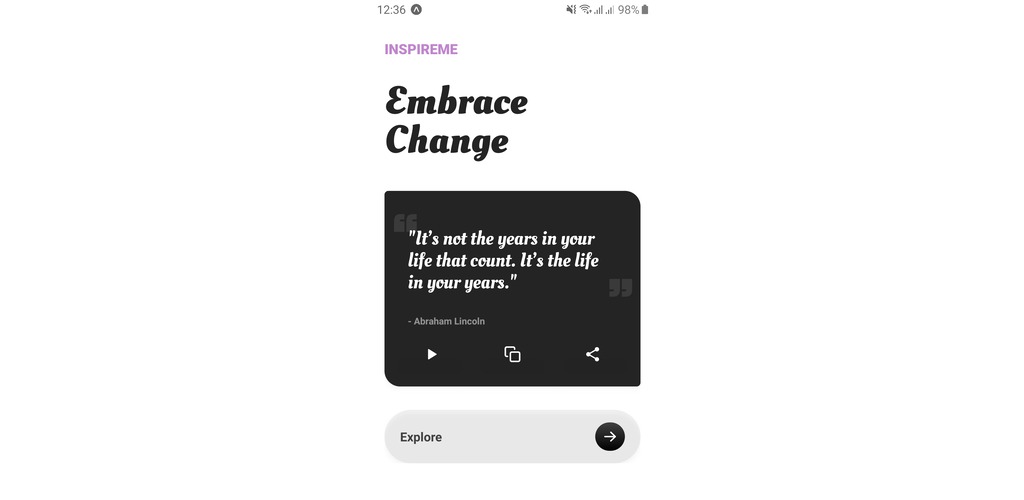 12:36 98%
INSPIREME
Embrace
Change
"It's not the years in your
life that count. It's the life
in your years."
- Abraham Lincoln
Explore